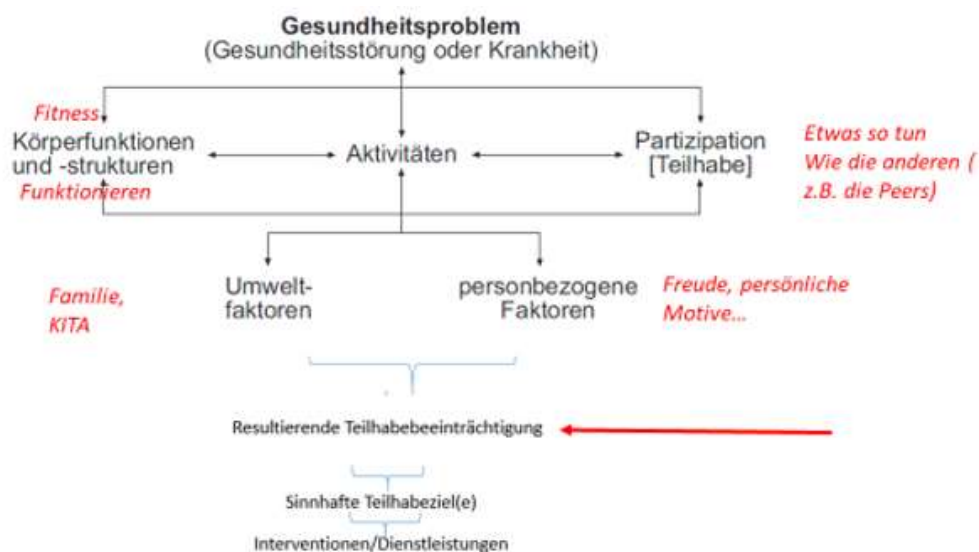 Gesundheitsproblem
(Gesundheitsstörung oder Krankheit)
Fitness
Körperfunktionen
und -strukturen
Funktionieren
Aktivitäten
Partizipation
[Teilhabe]
Etwas so tun
Wie die anderen (
z.B. die Peers)
Familie,
KITA
Umwelt-
faktoren
personbezogene
Faktoren
Freude, persönliche
Motive...
Resultierende Teilhabebeeinträchtigung
Sinnhafte Teilhabeziel(e)
Interventionen/Dienstleistungen